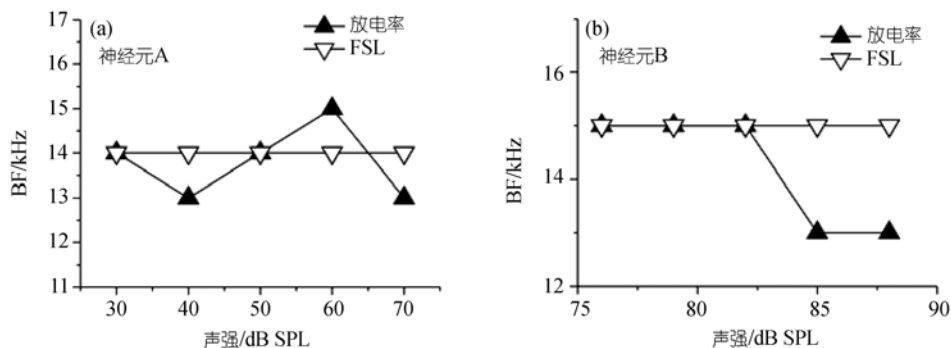 (a)
神经元A
放电率
FSL
BF/kHz
17
16
15
14
13
12
11
30 40 50 60 70
声强/dB SPL
(b)
神经元B
放电率
FSL
BF/kHz
16
14
12
75 80 85 90
声强/dB SPL